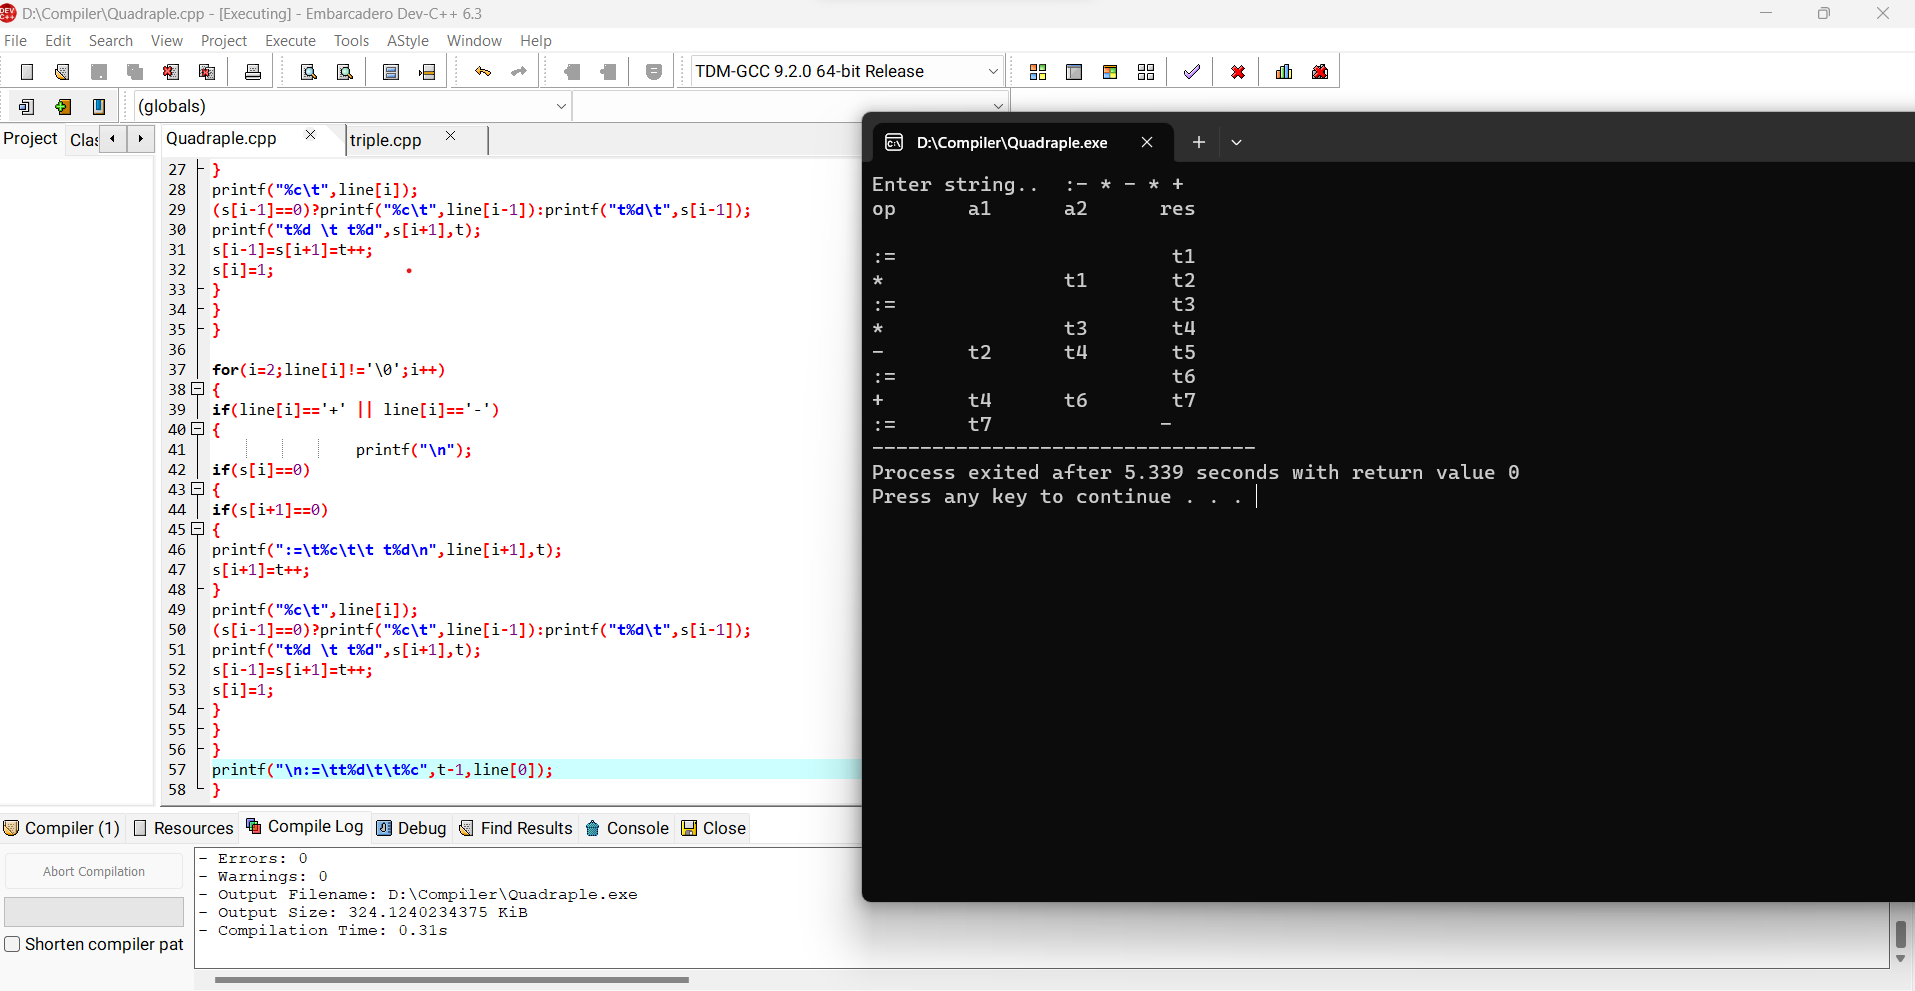 D:\Compiler\Quadraple.cpp - [Executing] - Embarcadero Dev-C++ 6.3
File Edit Search View Project Execute Tools AStyle Window Help
TDM-GCC 9.2.0 64-bit Release
(globals)
Project Clas
Quadraple.cpp
triple.cpp
27 }
28 printf("%c\t",line[i]);
29 (s[i-1]==0)?printf("%c\t",line[i-1]):printf("t%d\t",s[i-1]);
30 printf("t%d \t t%d",s[i+1],t);
31 s[i-1]=s[i+1]=t++;
32 s[i]=1;
33 }
34 }
35 }
36
37 for(i=2;line[i]!='\0';i++)
38 {
39 if(line[i]=='+' || line[i]=='-')
40 {
41 printf("\n");
42 if(s[i]==0)
43 {
44 if(s[i+1]==0)
45 {
46 printf(":=\t%c\t\t t%d\n",line[i+1],t);
47 s[i+1]=t++;
48 }
49 printf("%c\t",line[i]);
50 (s[i-1]==0)?printf("%c\t",line[i-1]):printf("t%d\t",s[i-1]);
51 printf("t%d \t t%d",s[i+1],t);
52 s[i-1]=s[i+1]=t++;
53 s[i]=1;
54 }
55 }
56 }
57 printf("\n:=\tt%d\t\t%c",t-1,line[0]);
58 }
D:\Compiler\Quadraple.exe
Enter string.. :- * - * +
op a1 a2 res
:= t1
* t1 t2
:= t3
* t3 t4
- t2 t4 t5
:= t6
+ t4 t6 t7
:= t7 -
--------------------------------
Process exited after 5.339 seconds with return value 0
Press any key to continue . . .
Compiler (1) Resources Compile Log Debug Find Results Console Close
Abort Compilation
Shorten compiler pat
- Errors: 0
- Warnings: 0
- Output Filename: D:\Compiler\Quadraple.exe
- Output Size: 324.1240234375 KiB
- Compilation Time: 0.31s